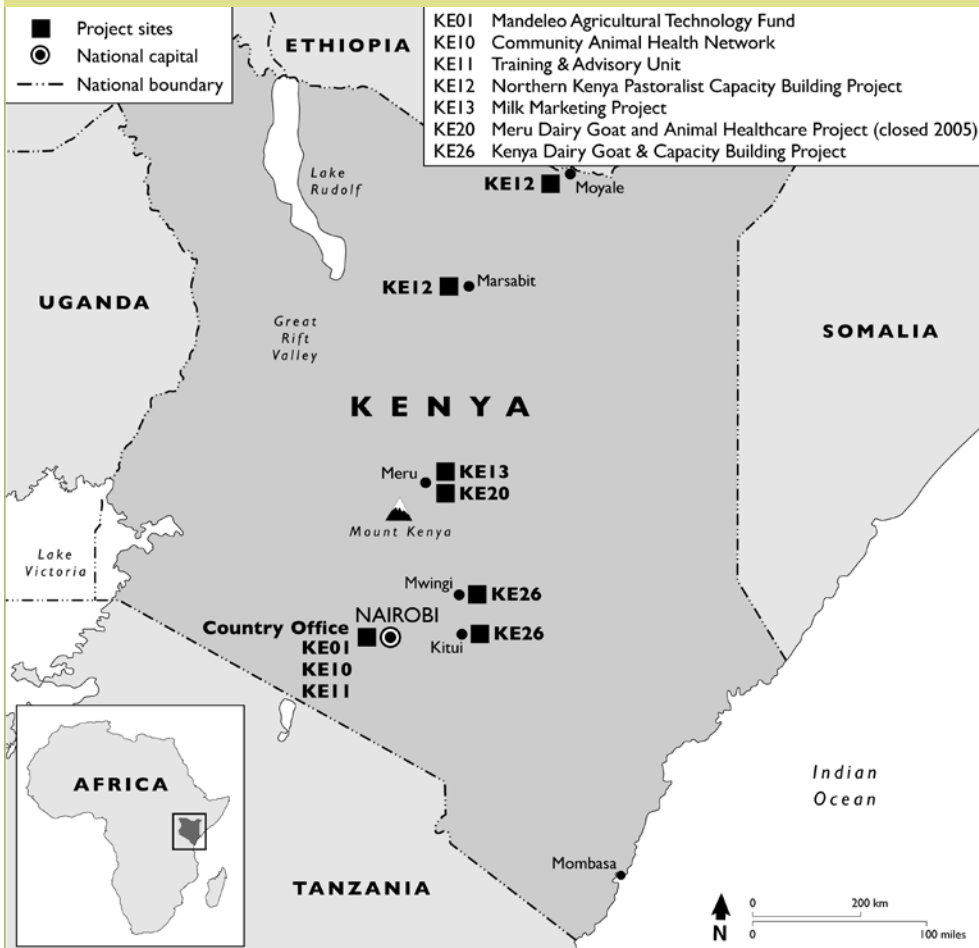 Project sites
National capital
National boundary
KE01 Mandeleo Agricultural Technology Fund
KE10 Community Animal Health Network
KE11 Training & Advisory Unit
KE12 Northern Kenya Pastoralist Capacity Building Project
KE13 Milk Marketing Project
KE20 Meru Dairy Goat and Animal Healthcare Project (closed 2005)
KE26 Kenya Dairy Goat & Capacity Building Project
ETHIOPIA
Lake
Rudolf
KE12
Moyale
KE12
Marsabit
UGANDA
Great
Rift
Valley
SOMALIA
KENYA
Meru
KE13
KE20
Mount Kenya
Lake
Victoria
Mwingi
KE26
NAIROBI
Country Office
KE01
KE10
KE11
Kitui
KE26
AFRICA
Indian
Ocean
Mombasa
TANZANIA
N
0 200 km
0 100 miles